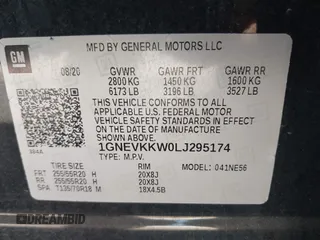 GM
MFD BY GENERAL MOTORS LLC
08/20 GVWR GAWR FRT GAWR RR
2800 KG 1450 KG 1600 KG
6173 LB 3196 LB 3527 LB
THIS VEHICLE CONFORMS TO ALL
APPLICABLE U.S. FEDERAL MOTOR
VEHICLE SAFETY STANDARDS IN
EFFECT ON THE DATE OF
MANUFACTURE SHOWN ABOVE.
1GNEVKKW0LJ295174
TYPE: M.P.V. MODEL: 041NE56
TIRE SIZE RIM
FRT 255/55R20 H 20X8J
RR 255/55R20 H 20X8J
SPA T135/70R18 M 18X4.5B
DREAMBID